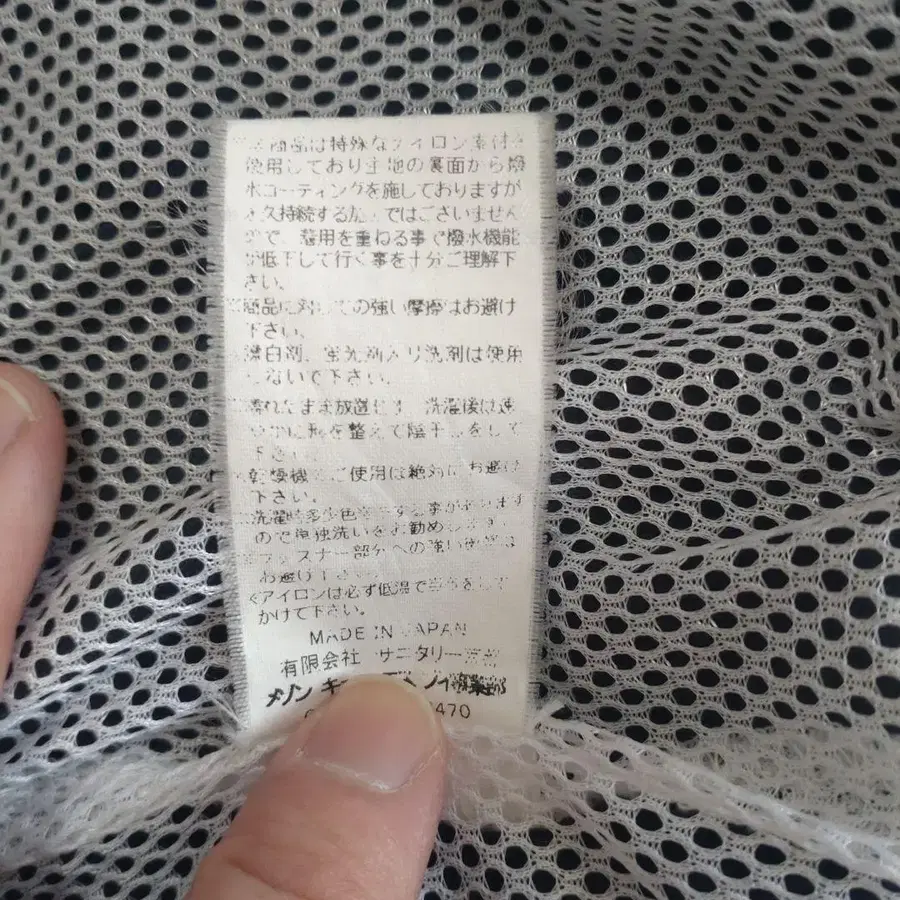 商品は特殊なナイロン素材を
使用しており生地の裏面から撥
水コーティングを施しておりますが
永久持続する ではございません
ので、着用を重ねる事で撥水機能
が低下して行く事を十分ご理解下
さい。
商品に対しての強い摩擦はお避け
下さい。
漂白剤、蛍光剤入り洗剤は使用
しないで下さい。
濡れたまま放置せず、洗濯後は速
やかに形を整えて陰干しをして
下さい。
乾燥機のご使用は絶対にお避け
下さい。
洗濯時多少色落ちする事があります
ので単独洗いをお勧めします。
ファスナー部分への強い衝撃は
お避け下さい。
アイロンは必ず低温で当て をして
かけて下さい。
MADE IN JAPAN
有限会社 サニタリー
470